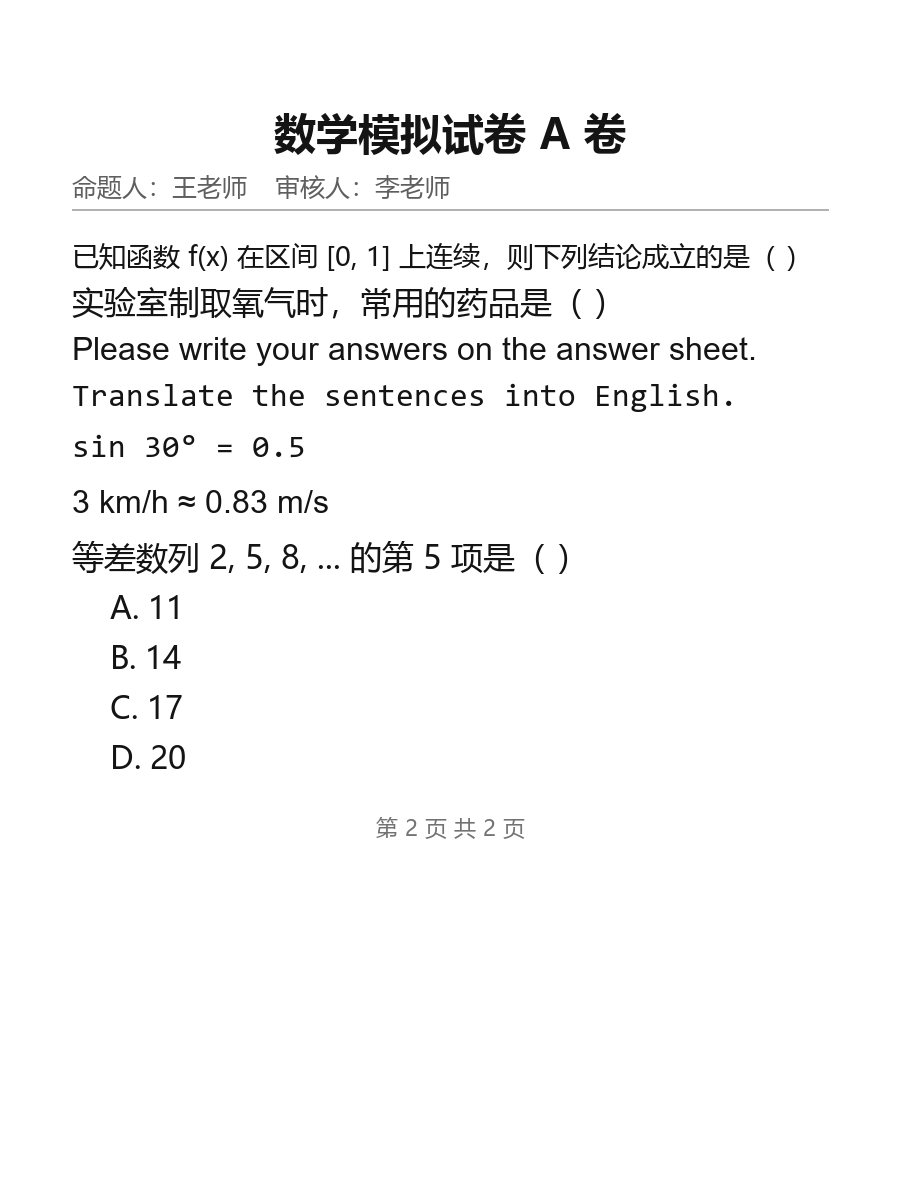 数学模拟试卷 A 卷
命题人：王老师    审核人：李老师
已知函数 f(x) 在区间 [0, 1] 上连续，则下列结论成立的是（ ）
实验室制取氧气时，常用的药品是（ ）
Please write your answers on the answer sheet.
Translate the sentences into English.
sin 30° = 0.5
3 km/h ≈ 0.83 m/s
等差数列 2, 5, 8, ... 的第 5 项是（ ）
A. 11
B. 14
C. 17
D. 20
第 2 页 共 2 页